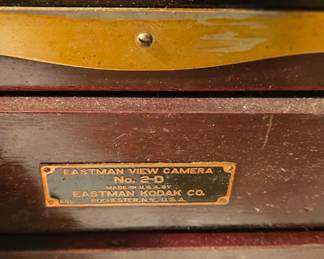 EASTMAN VIEW CAMERA
No. 2-D
MADE IN U.S.A. BY
EASTMAN KODAK CO.
ROCHESTER, N.Y., U.S.A.